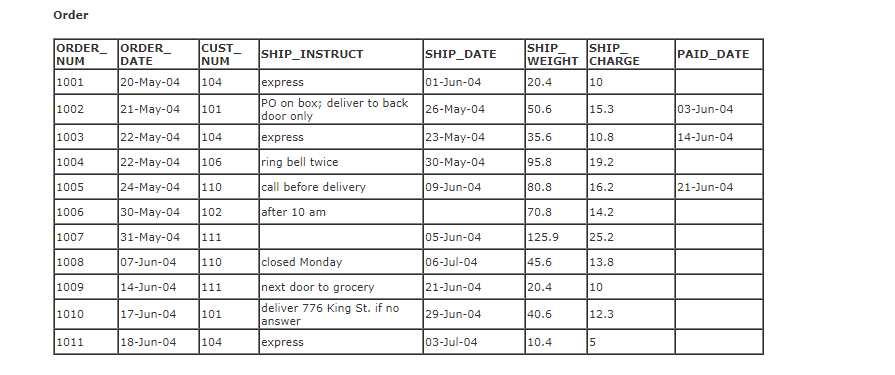 Order
ORDER_ NUM ORDER_ DATE CUST_ NUM SHIP_INSTRUCT SHIP_DATE SHIP_ WEIGHT SHIP_ CHARGE PAID_DATE
1001 20-May-04 104 express 01-Jun-04 20.4 10
1002 21-May-04 101 PO on box; deliver to back door only 26-May-04 50.6 15.3 03-Jun-04
1003 22-May-04 104 express 23-May-04 35.6 10.8 14-Jun-04
1004 22-May-04 106 ring bell twice 30-May-04 95.8 19.2
1005 24-May-04 110 call before delivery 09-Jun-04 80.8 16.2 21-Jun-04
1006 30-May-04 102 after 10 am 70.8 14.2
1007 31-May-04 111 05-Jun-04 125.9 25.2
1008 07-Jun-04 110 closed Monday 06-Jul-04 45.6 13.8
1009 14-Jun-04 111 next door to grocery 21-Jun-04 20.4 10
1010 17-Jun-04 101 deliver 776 King St. if no answer 29-Jun-04 40.6 12.3
1011 18-Jun-04 104 express 03-Jul-04 10.4 5